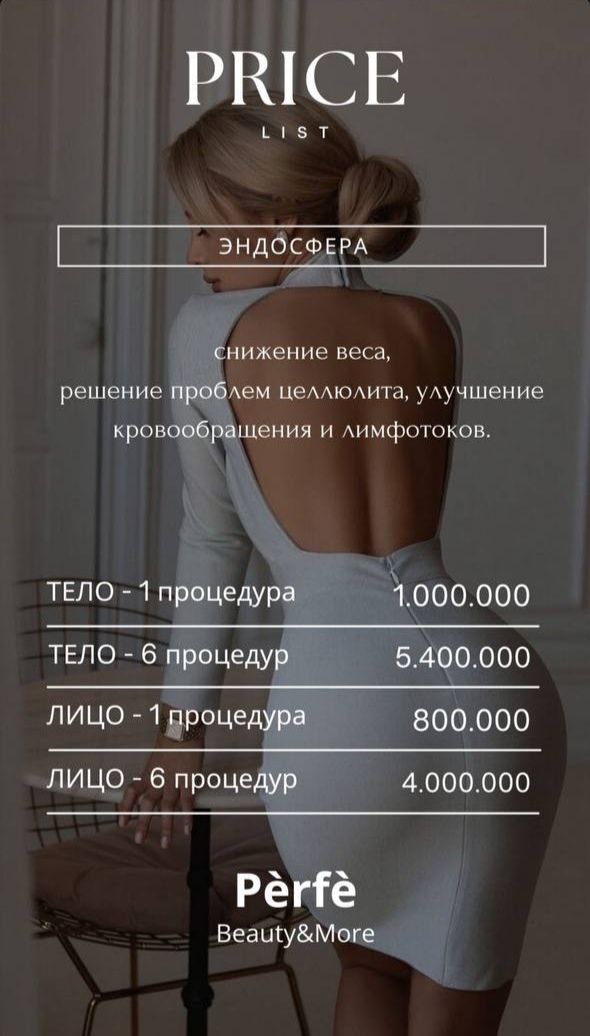 PRICE
LIST
ЭНДОСФЕРА
снижение веса,
решение проблем целлюлита, улучшение
кровообращения и лимфотоков.
ТЕЛО - 1 процедура 1.000.000
ТЕЛО - 6 процедур 5.400.000
ЛИЦО - 1 процедура 800.000
ЛИЦО - 6 процедур 4.000.000
Pèrfè
Beauty&More